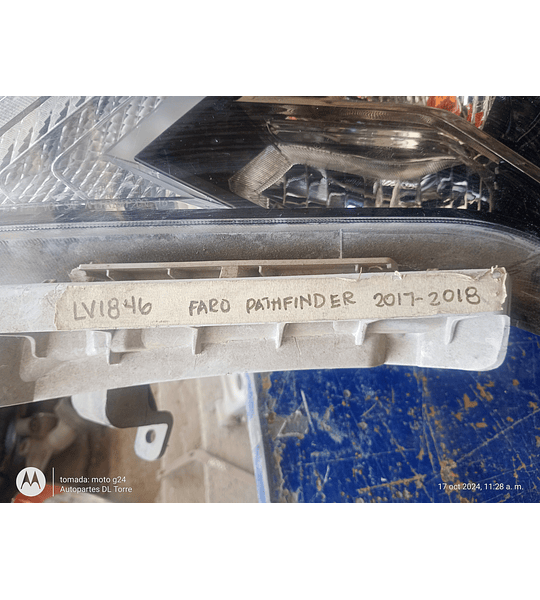 LV1846 FARO PATHFINDER 2017-2018
tomada: moto g24
Autopartes DL Torre
17 oct 2024, 11:28 a. m.